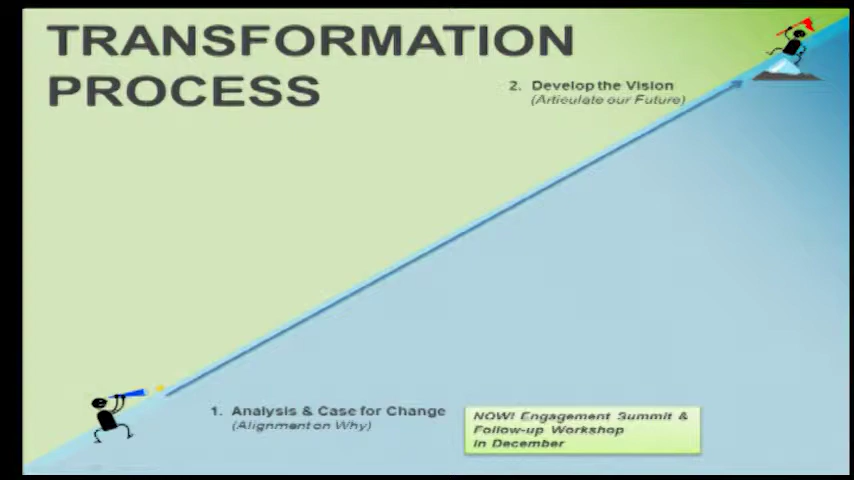 TRANSFORMATION
PROCESS
2. Develop the Vision
(Articulate our Future)
1. Analysis & Case for Change
(Alignment on Why)
NOW! Engagement Summit &
Follow-up Workshop
in December